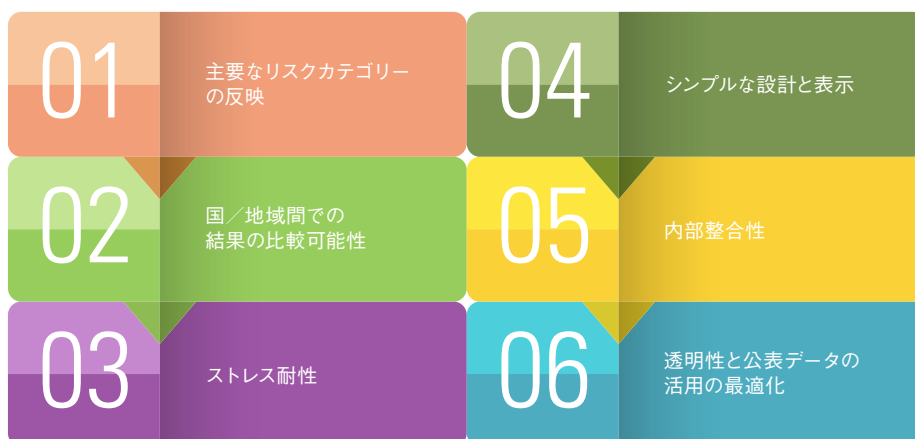 01
主要なリスクカテゴリー
の反映
02
国／地域間での
結果の比較可能性
03
ストレス耐性
04
シンプルな設計と表示
05
内部整合性
06
透明性と公表データの
活用の最適化